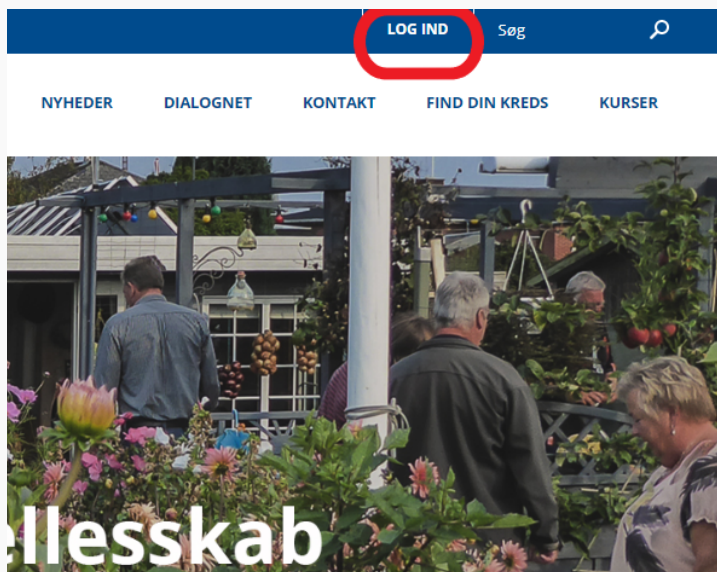 LOG IND Søg
NYHEDER DIALOGNET KONTAKT FIND DIN KREDS KURSER
ellesskab